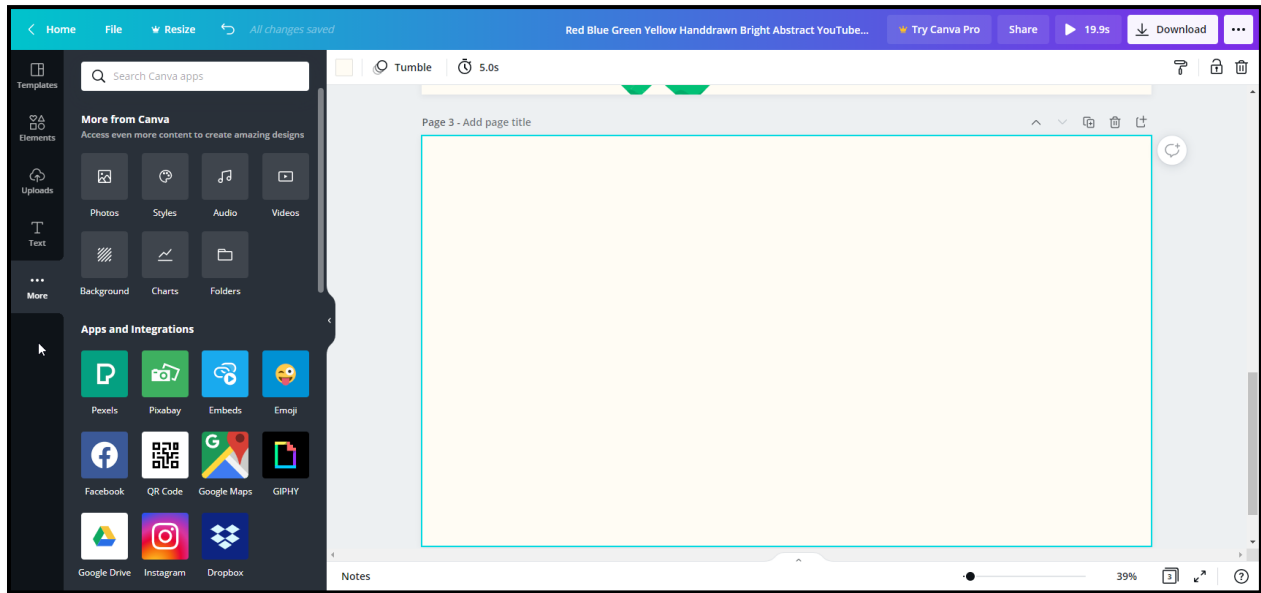 Home File Resize All changes saved Red Blue Green Yellow Handdrawn Bright Abstract YouTube... Try Canva Pro Share 19.9s Download
Templates
Elements
Uploads
Text
More
Search Canva apps
More from Canva
Access even more content to create amazing designs
Photos Styles Audio Videos
Background Charts Folders
Apps and Integrations
Pexels Pixabay Embeds Emoji
G
Facebook QR Code Google Maps GIPHY
Google Drive Instagram Dropbox
Tumble 5.0s
Page 3 - Add page title
Notes 39% 3 ?